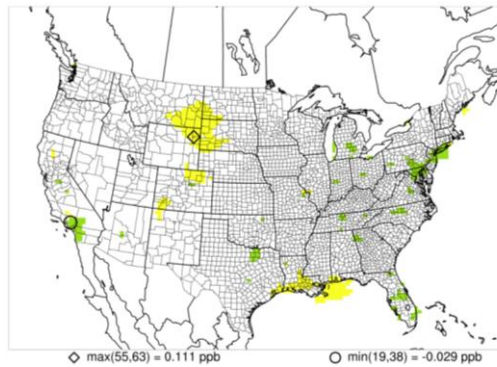 max(55,63) = 0.111 ppb
min(19,38) = -0.029 ppb